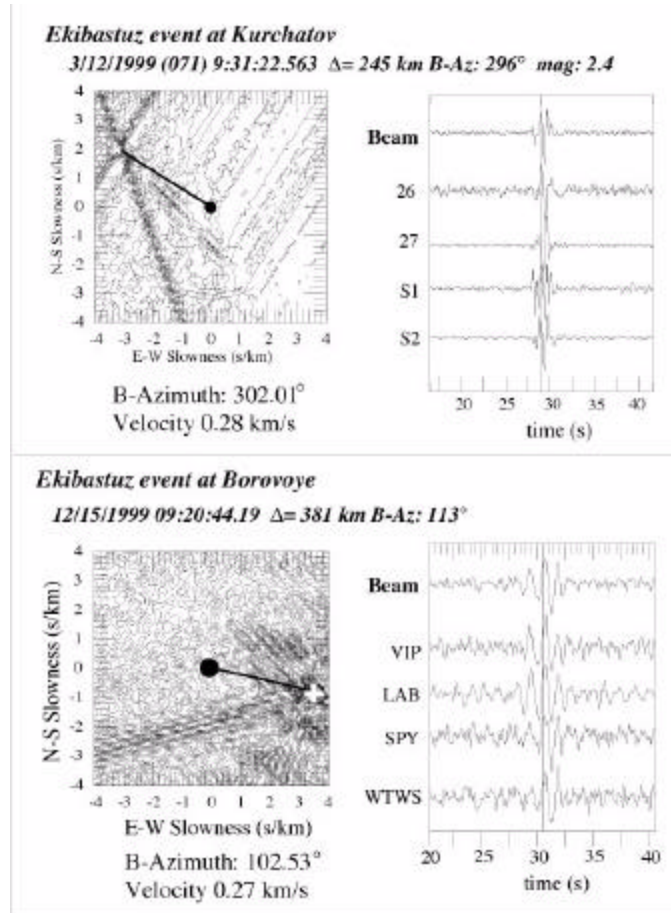 Ekibastuz event at Kurchatov
3/12/1999 (071) 9:31:22.563 Δ= 245 km B-Az: 296° mag: 2.4
4
3
2
1
0
-1
-2
-3
-4
N-S Slowness (s/km)
-4 -3 -2 -1 0 1 2 3 4
E-W Slowness (s/km)
B-Azimuth: 302.01°
Velocity 0.28 km/s
Beam
26
27
S1
S2
20 30 35 40
time (s)
Ekibastuz event at Borovoye
12/15/1999 09:20:44.19 Δ= 381 km B-Az: 113°
4
3
2
1
0
-1
-2
-3
-4
N-S Slowness (s/km)
-4 -3 -2 -1 0 1 2 3 4
E-W Slowness (s/km)
B-Azimuth: 102.53°
Velocity 0.27 km/s
Beam
VIP
LAB
SPY
WTWS
20 25 30 35 40
time (s)